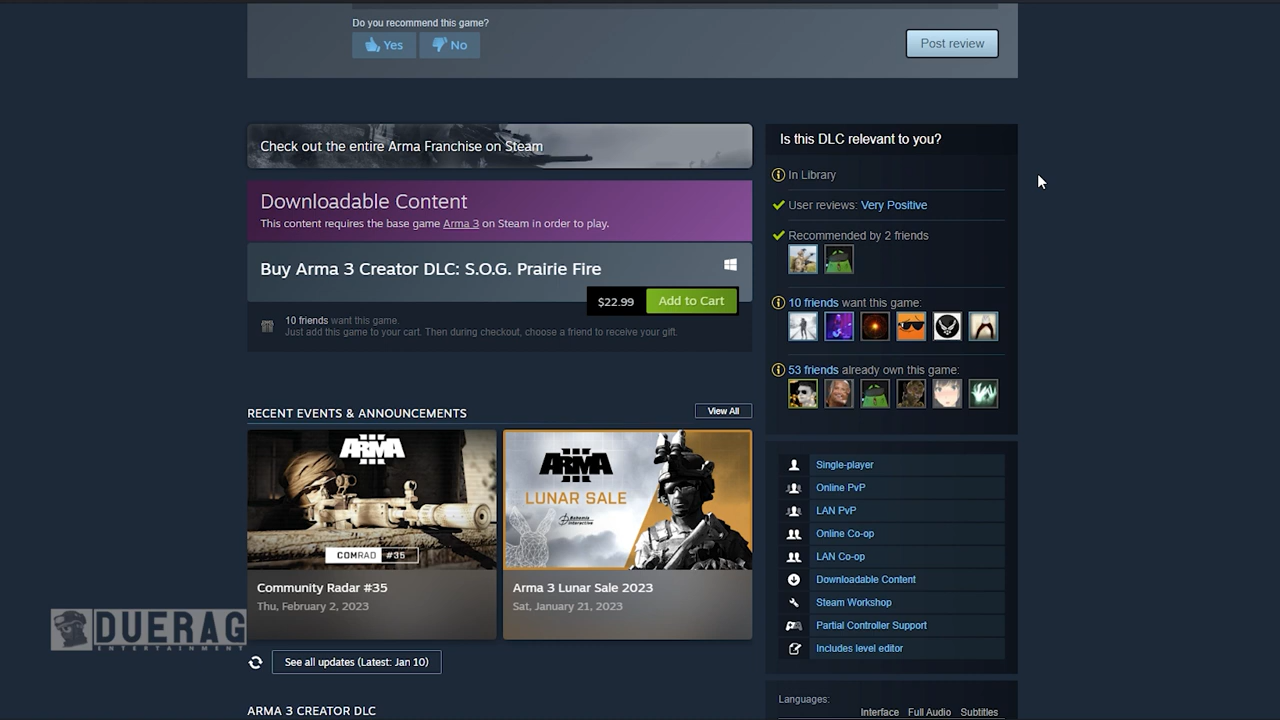 Do you recommend this game?
Yes
No
Post review
Check out the entire Arma Franchise on Steam
Downloadable Content
This content requires the base game Arma 3 on Steam in order to play.
Buy Arma 3 Creator DLC: S.O.G. Prairie Fire
$22.99
Add to Cart
10 friends want this game.
Just add this game to your cart. Then during checkout, choose a friend to receive your gift.
Is this DLC relevant to you?
In Library
User reviews: Very Positive
Recommended by 2 friends
10 friends want this game:
53 friends already own this game:
RECENT EVENTS & ANNOUNCEMENTS
View All
ARMA
III
COMRAD #35
Community Radar #35
Thu, February 2, 2023
ARMA
III
LUNAR SALE
Bohemia
Interactive
Arma 3 Lunar Sale 2023
Sat, January 21, 2023
See all updates (Latest: Jan 10)
ARMA 3 CREATOR DLC
Single-player
Online PvP
LAN PvP
Online Co-op
LAN Co-op
Downloadable Content
Steam Workshop
Partial Controller Support
Includes level editor
Languages:
Interface Full Audio Subtitles
DUERAG
ENTERTAINMENT